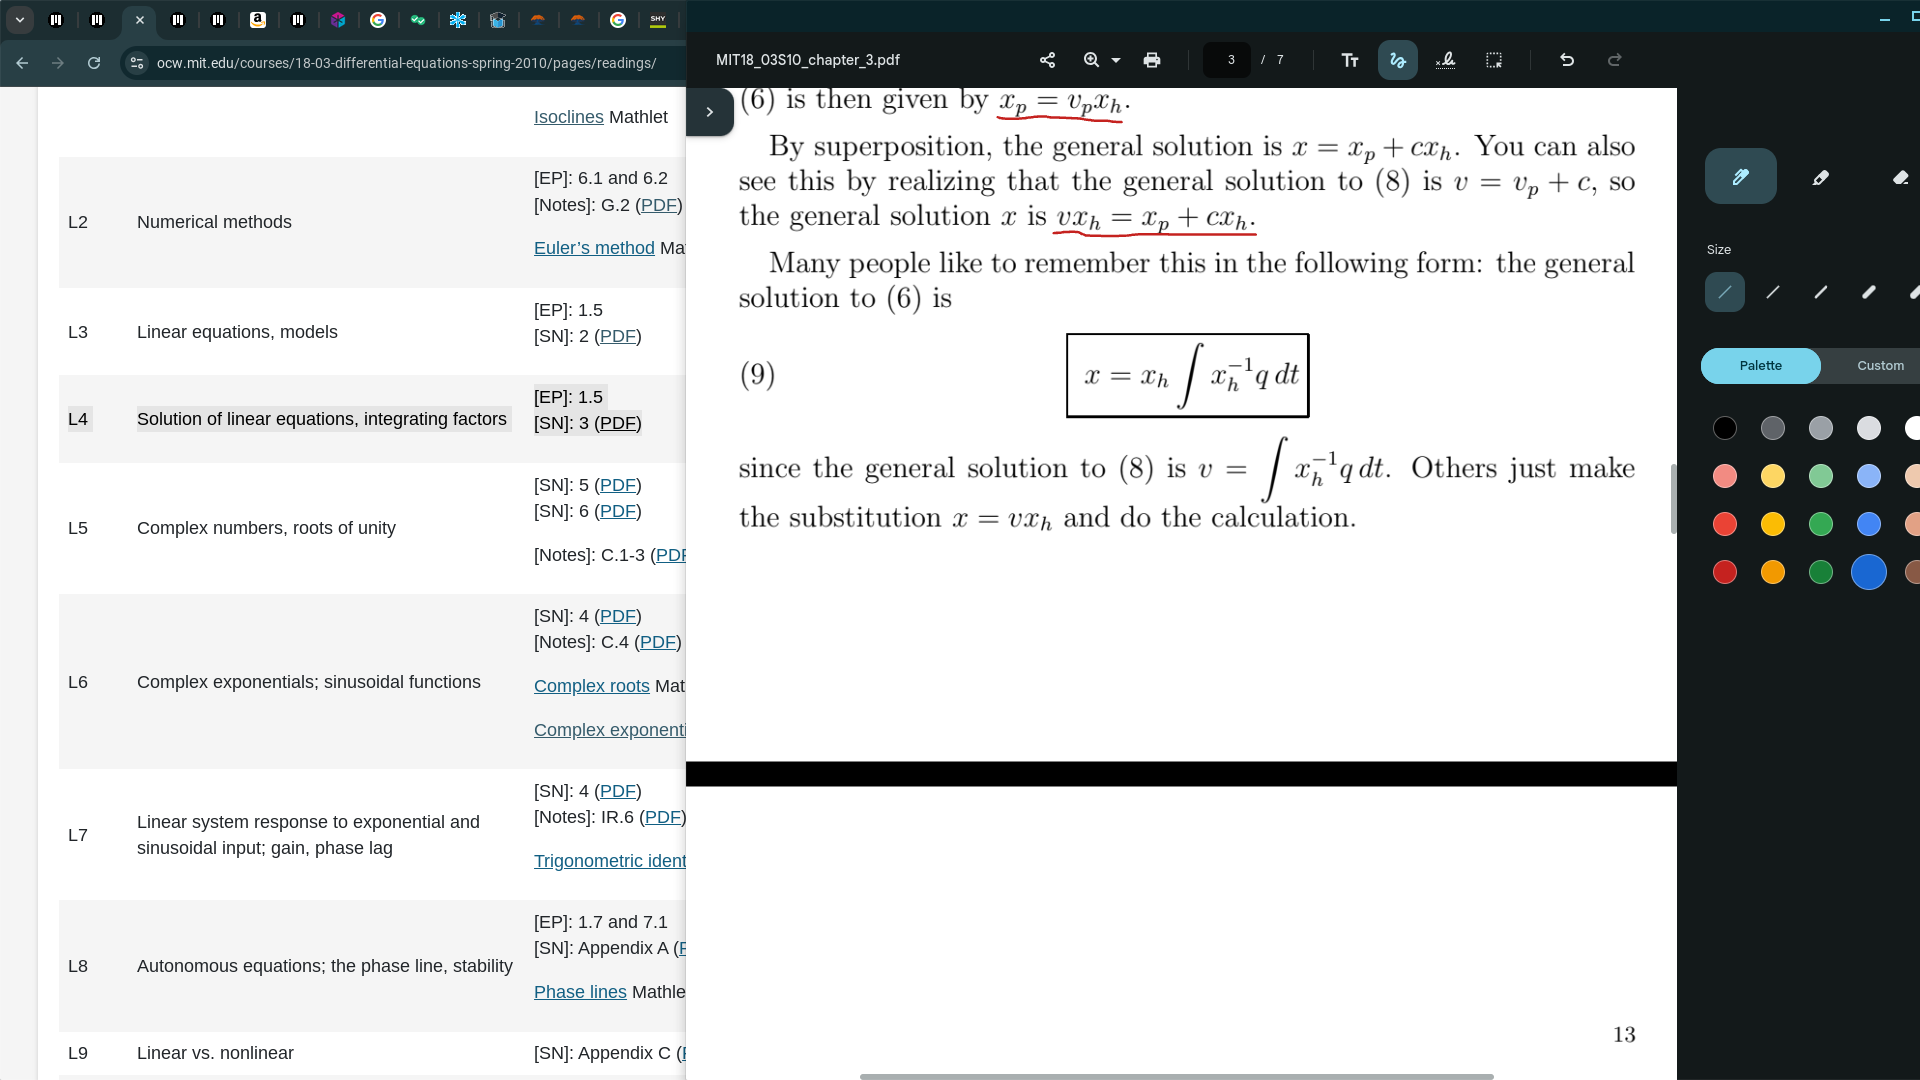 SHY
ocw.mit.edu/courses/18-03-differential-equations-spring-2010/pages/readings/
Isoclines Mathlet
L2 Numerical methods [EP]: 6.1 and 6.2
[Notes]: G.2 (PDF)
Euler’s method Ma
L3 Linear equations, models [EP]: 1.5
[SN]: 2 (PDF)
L4 Solution of linear equations, integrating factors [EP]: 1.5
[SN]: 3 (PDF)
L5 Complex numbers, roots of unity [SN]: 5 (PDF)
[SN]: 6 (PDF)
[Notes]: C.1-3 (PDF
L6 Complex exponentials; sinusoidal functions [SN]: 4 (PDF)
[Notes]: C.4 (PDF)
Complex roots Mat
Complex exponenti
L7 Linear system response to exponential and sinusoidal input; gain, phase lag [SN]: 4 (PDF)
[Notes]: IR.6 (PDF)
Trigonometric ident
L8 Autonomous equations; the phase line, stability [EP]: 1.7 and 7.1
[SN]: Appendix A (P
Phase lines Mathle
L9 Linear vs. nonlinear [SN]: Appendix C (
MIT18_03S10_chapter_3.pdf
3 / 7
(6) is then given by x_p = v_p x_h.
By superposition, the general solution is x = x_p + cx_h. You can also
see this by realizing that the general solution to (8) is v = v_p + c, so
the general solution x is vx_h = x_p + cx_h.
Many people like to remember this in the following form: the general
solution to (6) is
(9) x = x_h ∫ x_h^{-1} q dt
since the general solution to (8) is v = ∫ x_h^{-1} q dt. Others just make
the substitution x = vx_h and do the calculation.
13
Size
Palette Custom